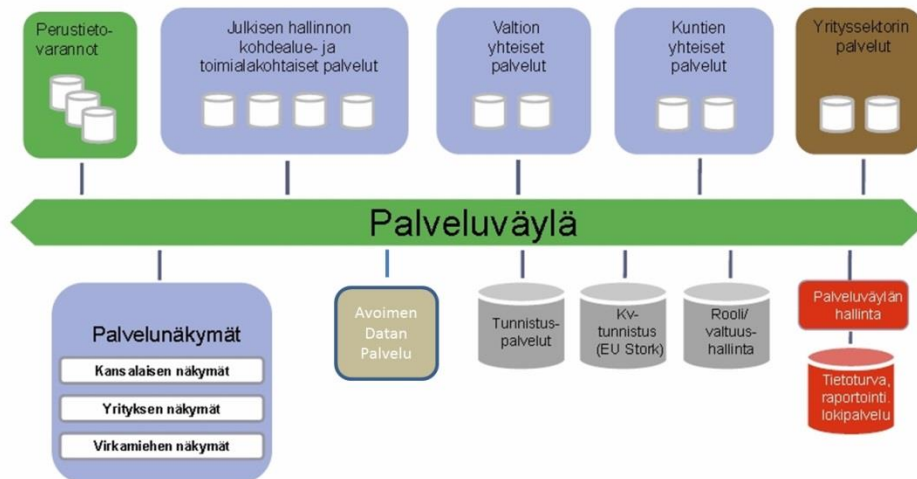 Perustieto-
varannot
Julkisen hallinnon
kohdealue- ja
toimialakohtaiset palvelut
Valtion
yhteiset
palvelut
Kuntien
yhteiset
palvelut
Yrityssektorin
palvelut
Palveluväylä
Palvelunäkymät
Kansalaisen näkymät
Yrityksen näkymät
Virkamiehen näkymät
Avoimen
Datan
Palvelu
Tunnistus-
palvelut
Kv-
tunnistus
(EU Stork)
Rooli/
valtuus-
hallinta
Palveluväylän
hallinta
Tietoturva,
raportointi.
lokipalvelu